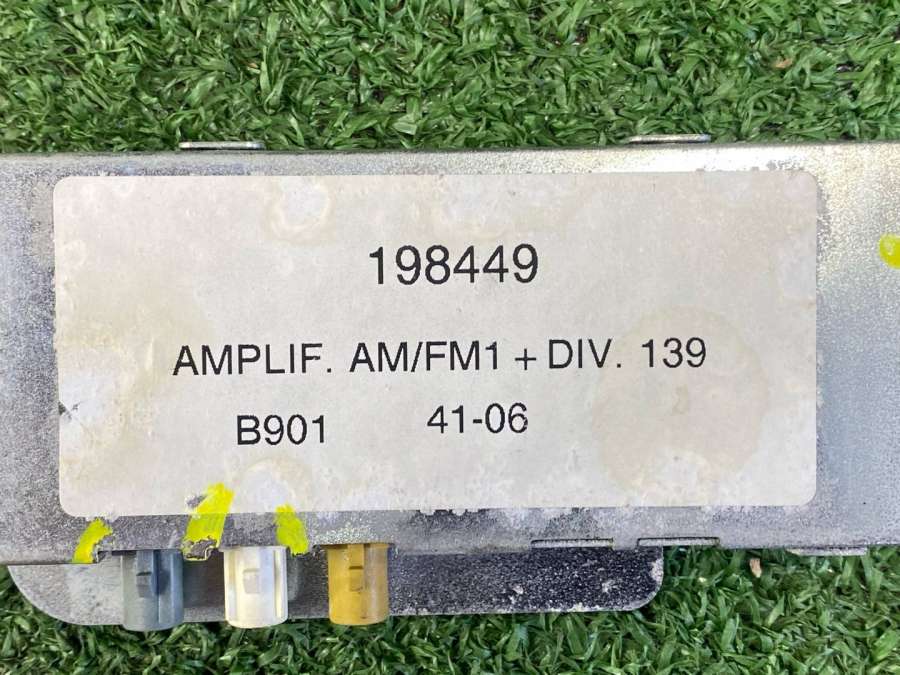 198449
AMPLIF. AM/FM1 + DIV. 139
B901 41-06